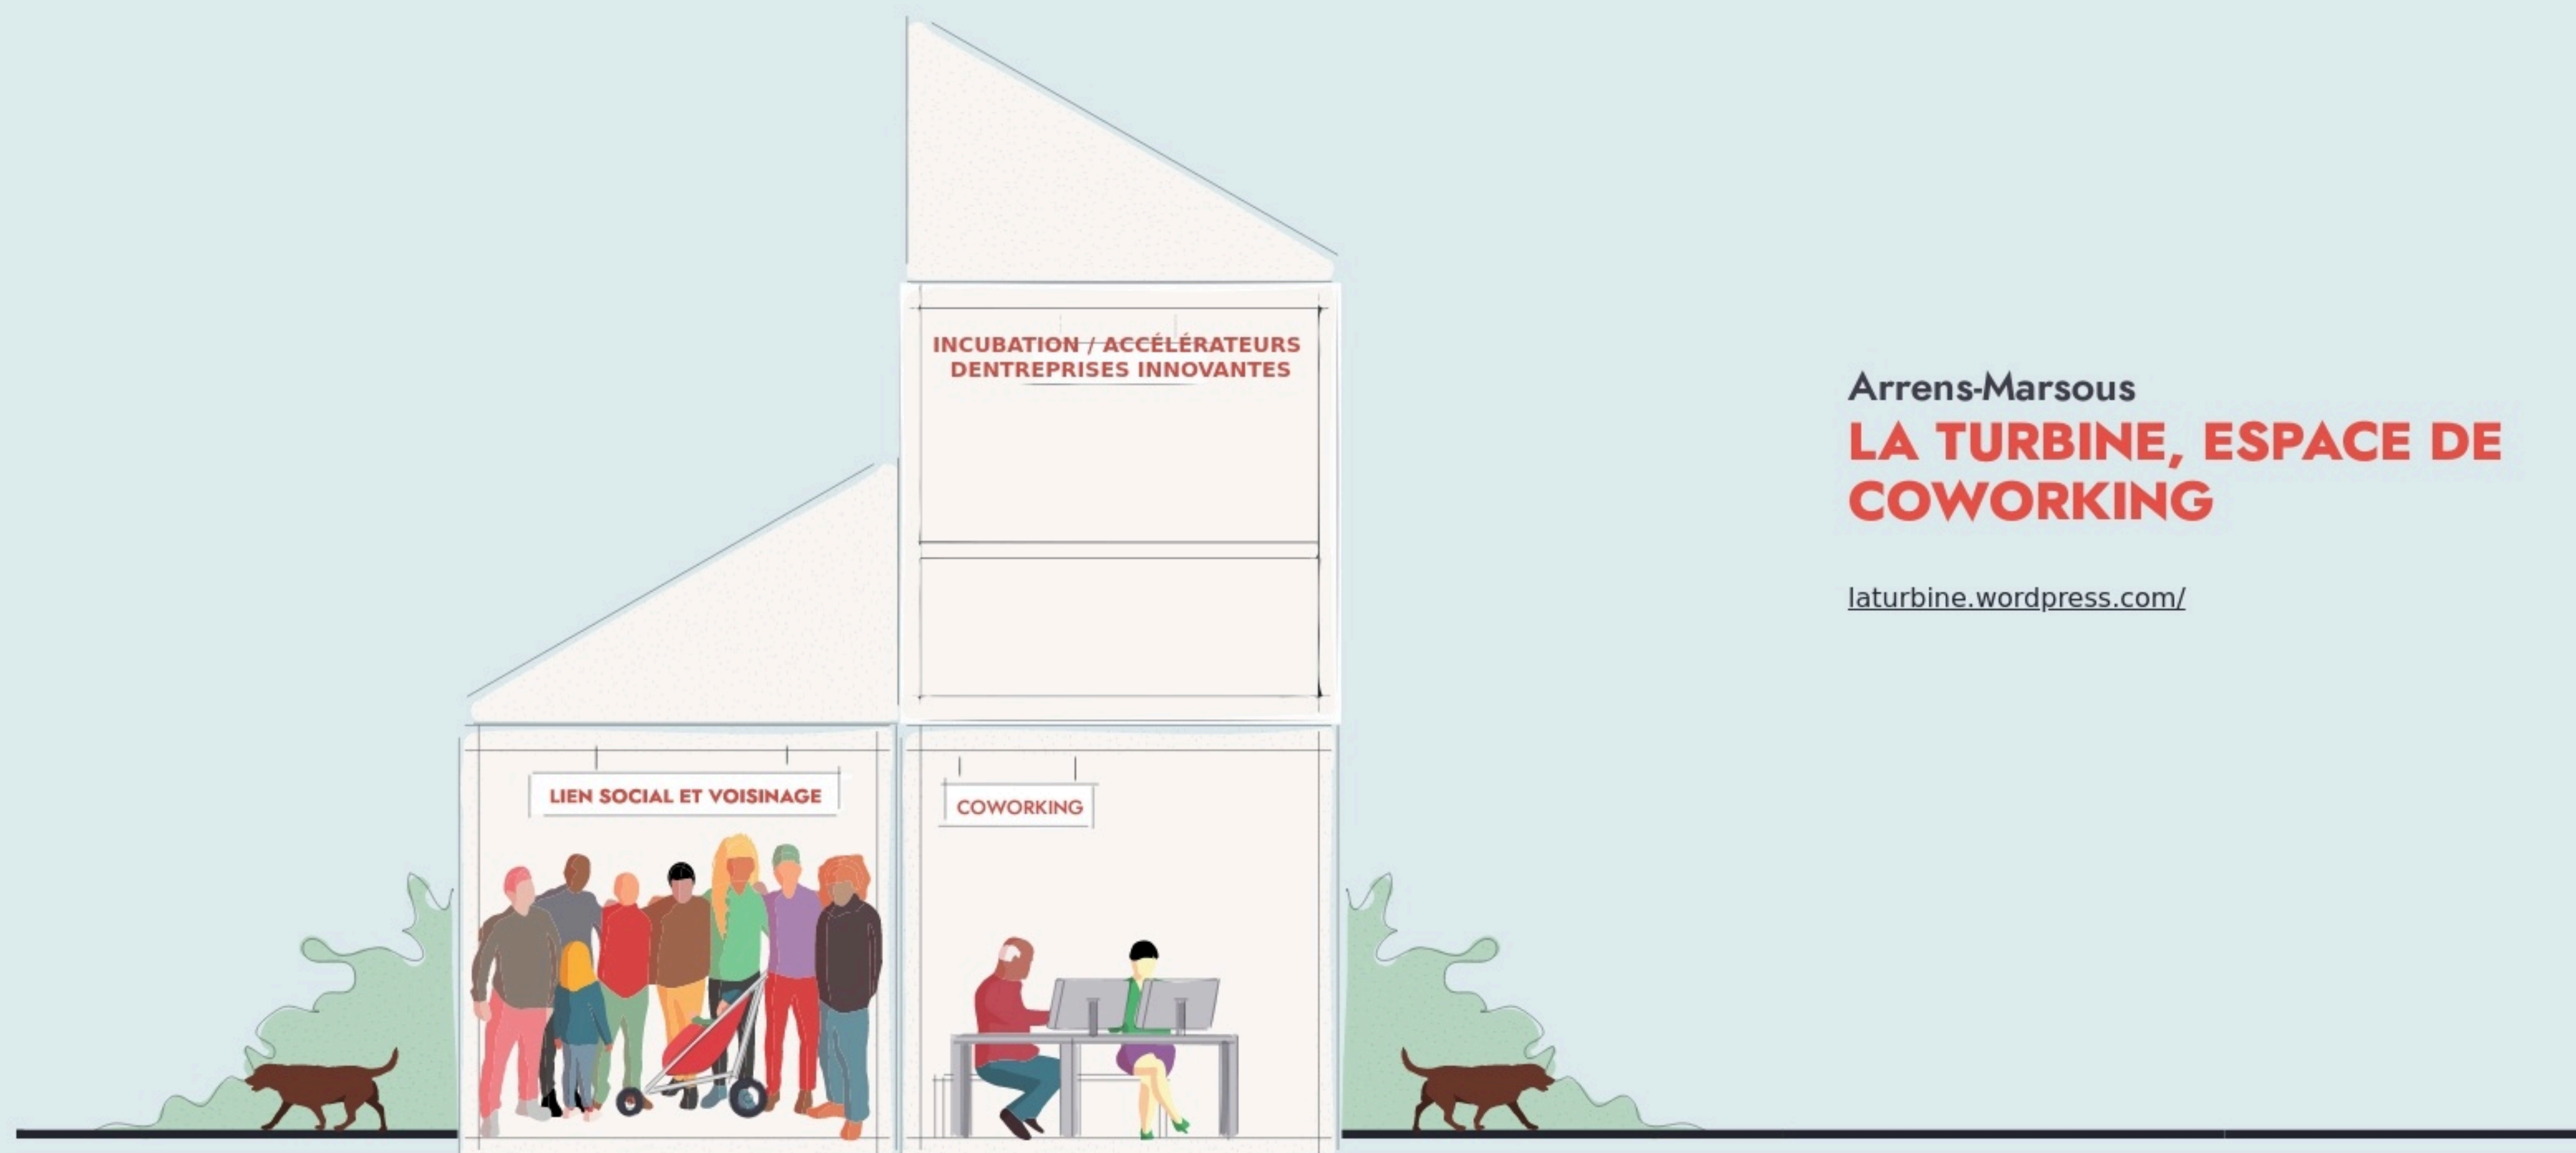 INCUBATION / ACCÉLÉRATEURS
DENTREPRISES INNOVANTES
Arrens-Marsous
LA TURBINE, ESPACE DE
COWORKING
laturbine.wordpress.com/
LIEN SOCIAL ET VOISINAGE
COWORKING